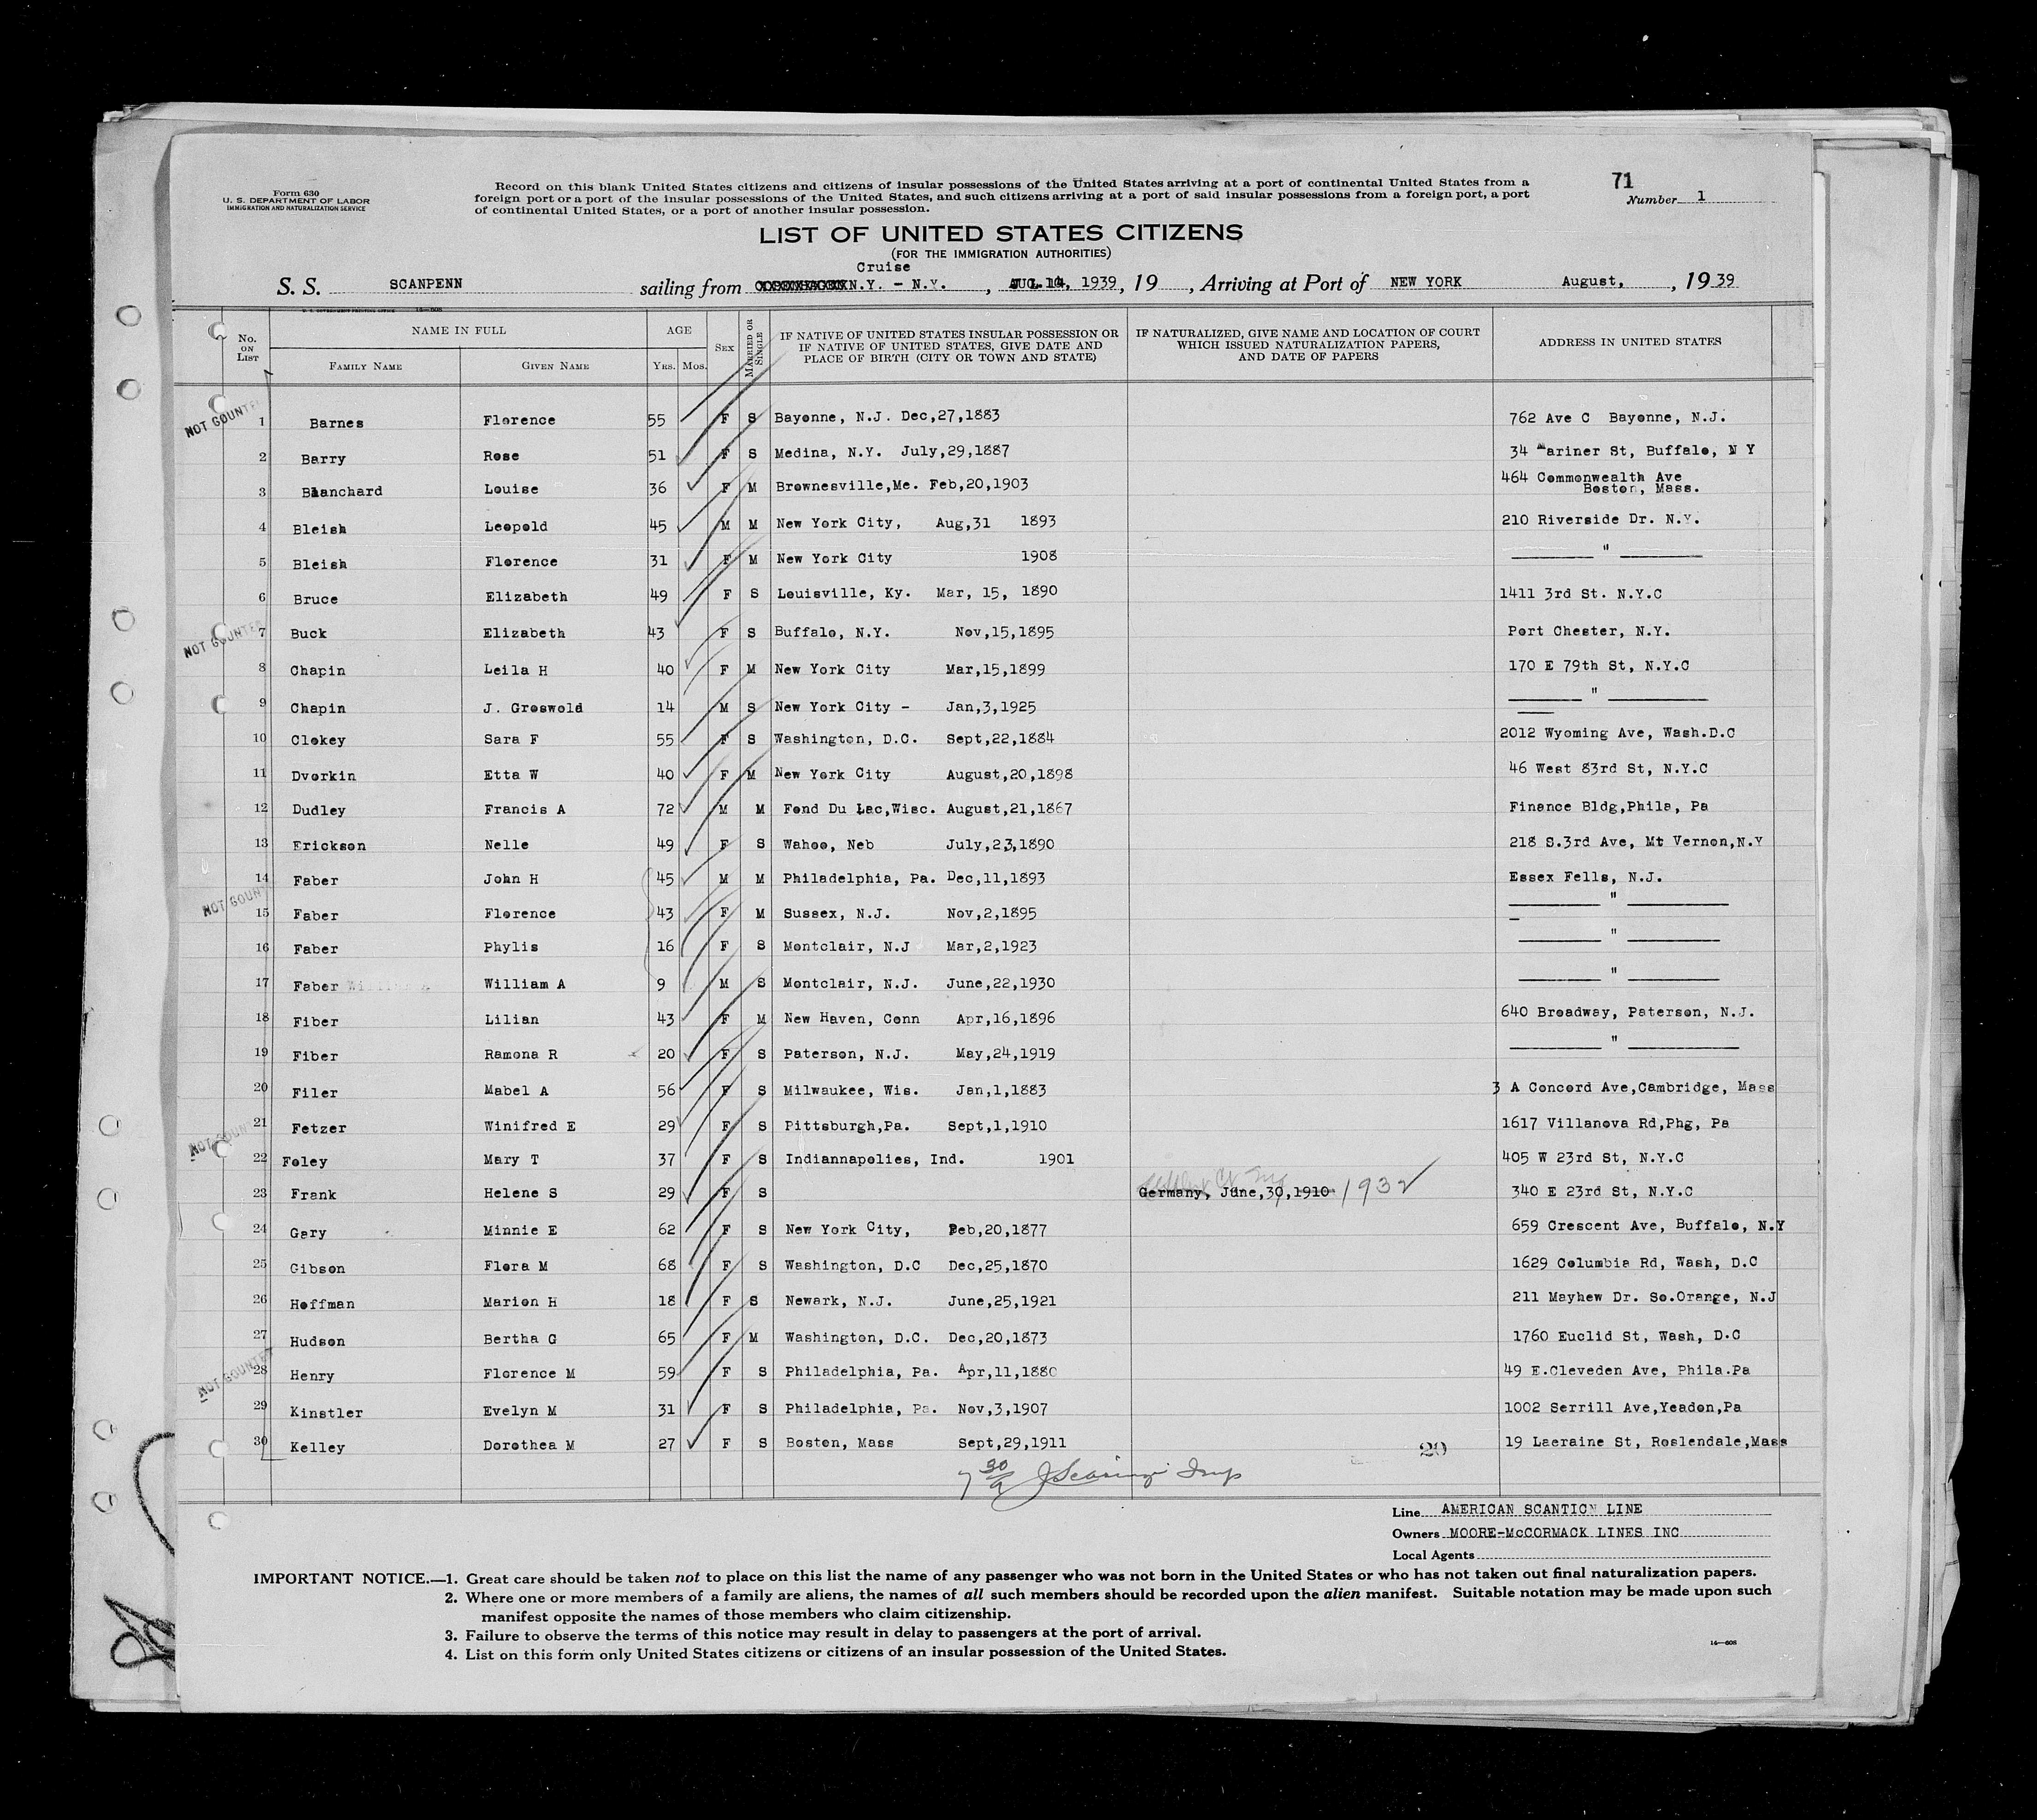 Form 630
U. S. DEPARTMENT OF LABOR
IMMIGRATION AND NATURALIZATION SERVICE
Record on this blank United States citizens and citizens of insular possessions of the United States arriving at a port of continental United States from a
foreign port or a port of the insular possessions of the United States, and such citizens arriving at a port of said insular possessions from a foreign port, a port
of continental United States, or a port of another insular possession.
71
Number 1
LIST OF UNITED STATES CITIZENS
(FOR THE IMMIGRATION AUTHORITIES)
Cruise
S. S. SCANPENN sailing from N.Y. - N.Y. , 14, 1939, 19 , Arriving at Port of NEW YORK August, , 19 39
No. ON LIST NAME IN FULL AGE SEX MARRIED OR SINGLE IF NATIVE OF UNITED STATES INSULAR POSSESSION OR IF NATIVE OF UNITED STATES, GIVE DATE AND PLACE OF BIRTH (CITY OR TOWN AND STATE) IF NATURALIZED, GIVE NAME AND LOCATION OF COURT WHICH ISSUED NATURALIZATION PAPERS, AND DATE OF PAPERS ADDRESS IN UNITED STATES
FAMILY NAME GIVEN NAME YRS. MOS.
NOT COUNTE
1 Barnes Florence 55 F S Bayonne, N.J. Dec,27,1883 762 Ave C Bayonne, N.J.
2 Barry Rose 51 F S Medina, N.Y. July,29,1887 34 Mariner St, Buffalo, N Y
3 Blanchard Louise 36 F M Brownesville,Me. Feb,20,1903 464 Commonwealth Ave
Boston, Mass.
4 Bleish Leopold 45 M M New York City, Aug,31 1893 210 Riverside Dr. N.Y.
5 Bleish Florence 31 F M New York City 1908 "
6 Bruce Elizabeth 49 F S Louisville, Ky. Mar, 15, 1890 1411 3rd St. N.Y.C
NOT COUNTE
7 Buck Elizabeth 43 F S Buffalo, N.Y. Nov,15,1895 Port Chester, N.Y.
8 Chapin Leila H 40 F M New York City Mar,15,1899 170 E 79th St, N.Y.C
9 Chapin J. Groswold 14 M S New York City - Jan,3,1925 "
10 Clokey Sara F 55 F S Washington, D.C. Sept,22,1884 2012 Wyoming Ave, Wash.D.C
11 Dvorkin Etta W 40 F M New York City August,20,1898 46 West 83rd St, N.Y.C
12 Dudley Francis A 72 M M Fond Du Lac,Wisc. August,21,1867 Finance Bldg,Phila, Pa
13 Erickson Nelle 49 F S Wahoo, Neb July,23,1890 218 S.3rd Ave, Mt Vernon,N.Y
14 Faber John H 45 M M Philadelphia, Pa. Dec,11,1893 Essex Fells, N.J.
NOT COUNT
15 Faber Florence 43 F M Sussex, N.J. Nov,2,1895 "
16 Faber Phylis 16 F S Montclair, N.J Mar,2,1923 "
17 Faber William A 9 M S Montclair, N.J. June,22,1930 "
18 Fiber Lilian 43 F M New Haven, Conn Apr,16,1896 640 Broadway, Paterson, N.J.
19 Fiber Ramona R 20 F S Paterson, N.J. May,24,1919 "
20 Filer Mabel A 56 F S Milwaukee, Wis. Jan,1,1883 3 A Concord Ave,Cambridge, Mass
21 Fetzer Winifred E 29 F S Pittsburgh,Pa. Sept,1,1910 1617 Villanova Rd,Phg, Pa
NOT COUN
22 Foley Mary T 37 F S Indiannapolies, Ind. 1901 405 W 23rd St, N.Y.C
23 Frank Helene S 29 F S Germany, June,30,1910 1932 340 E 23rd St, N.Y.C
24 Gary Minnie E 62 F S New York City, Feb,20,1877 659 Crescent Ave, Buffalo, N.Y
25 Gibson Flora M 68 F S Washington, D.C Dec,25,1870 1629 Columbia Rd, Wash, D.C
26 Hoffman Marion H 18 F S Newark, N.J. June,25,1921 211 Mayhew Dr. So.Orange, N.J
27 Hudson Bertha G 65 F M Washington, D.C. Dec,20,1873 1760 Euclid St, Wash, D.C
NOT COUNTE
28 Henry Florence M 59 F S Philadelphia, Pa. Apr,11,1880 49 E.Cleveden Ave, Phila.Pa
29 Kinstler Evelyn M 31 F S Philadelphia, Pa. Nov,3,1907 1002 Serrill Ave,Yeadon,Pa
30 Kelley Dorothea M 27 F S Boston, Mass Sept,29,1911 19 Laeraine St, Roslendale,Mass
29
Line AMERICAN SCANTICN LINE
Owners MOORE-McCORMACK LINES INC
Local Agents
IMPORTANT NOTICE.—1. Great care should be taken not to place on this list the name of any passenger who was not born in the United States or who has not taken out final naturalization papers.
2. Where one or more members of a family are aliens, the names of all such members should be recorded upon the alien manifest. Suitable notation may be made upon such
manifest opposite the names of those members who claim citizenship.
3. Failure to observe the terms of this notice may result in delay to passengers at the port of arrival.
4. List on this form only United States citizens or citizens of an insular possession of the United States.
14—608